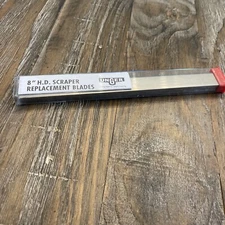 8" H.D. SCRAPER
REPLACEMENT BLADES
UNGER